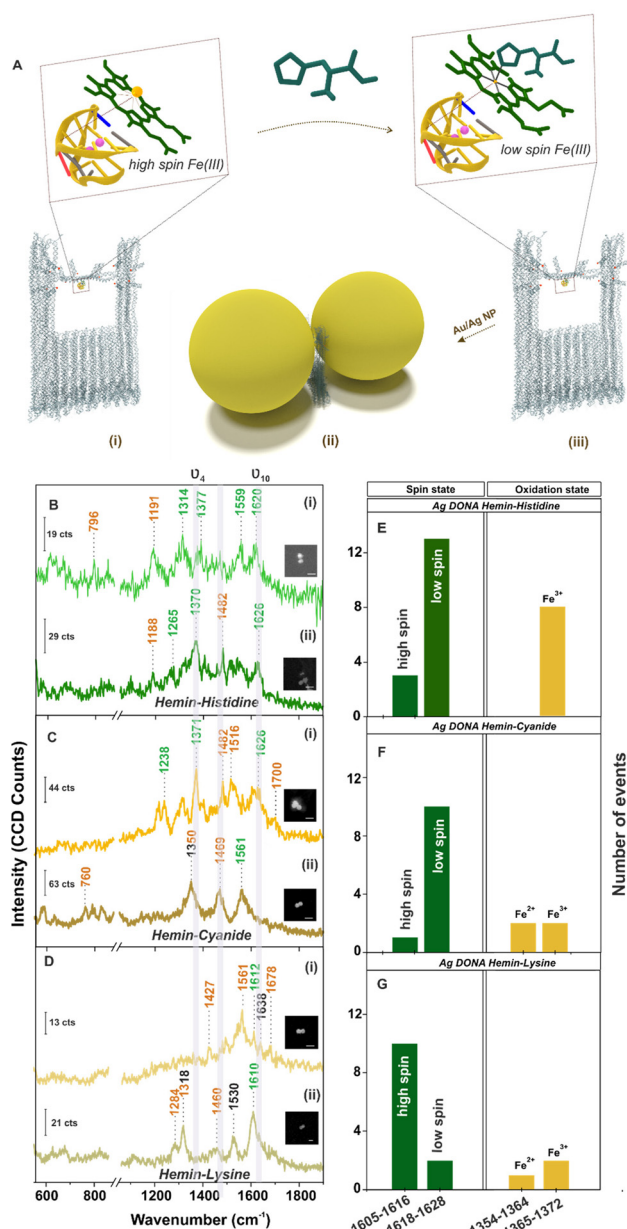 A
high spin Fe(III)
low spin Fe(III)
Au/Ag NP
(i)
(ii)
(iii)
υ4
υ10
B
(i)
19 cts
796
1191
1314
1377
1559
1620
(ii)
29 cts
1188
1265
1370
1482
1626
Hemin-Histidine
C
(i)
44 cts
1238
1371
1482
1516
1626
1700
(ii)
63 cts
760
1350
1469
1561
Hemin-Cyanide
D
(i)
13 cts
1427
1561
1612
1638
1678
(ii)
21 cts
1284
1318
1460
1530
1610
Hemin-Lysine
600 800 1200 1400 1600 1800
Wavenumber (cm-1)
Intensity (CCD Counts)
Spin state
Oxidation state
Ag DONA Hemin-Histidine
E
12
8
4
0
high spin
low spin
Fe3+
Ag DONA Hemin-Cyanide
F
12
8
4
0
high spin
low spin
Fe2+
Fe3+
Ag DONA Hemin-Lysine
G
12
8
4
0
high spin
low spin
Fe2+
Fe3+
1605-1616
1618-1628
1354-1364
1365-1372
Number of events